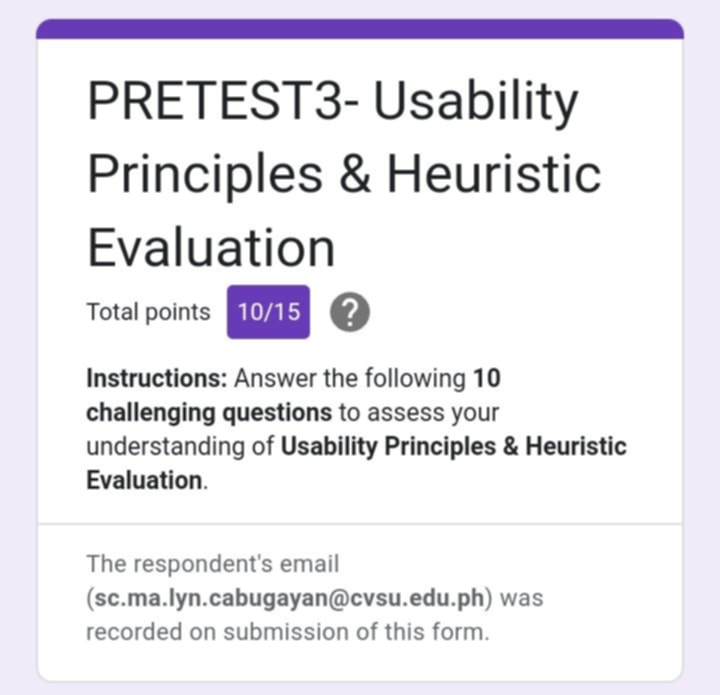 PRETEST3- Usability
Principles & Heuristic
Evaluation
Total points 10/15 ?
Instructions: Answer the following 10
challenging questions to assess your
understanding of Usability Principles & Heuristic
Evaluation.
The respondent's email
(sc.ma.lyn.cabugayan@cvsu.edu.ph) was
recorded on submission of this form.